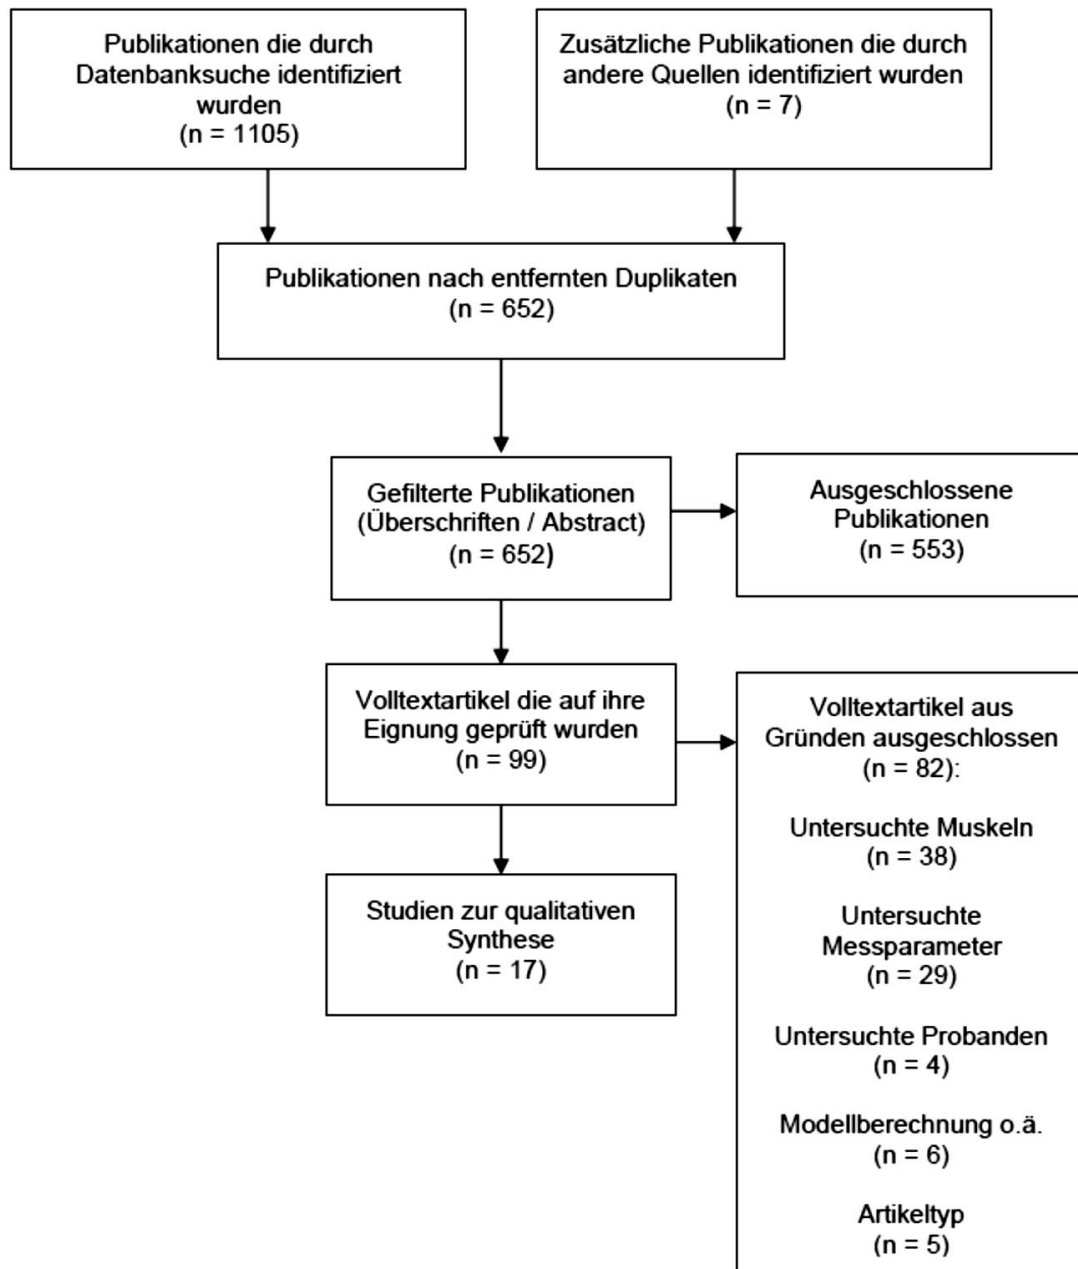 Publikationen die durch
Datenbanksuche identifiziert
wurden
(n = 1105)
Zusätzliche Publikationen die durch
andere Quellen identifiziert wurden
(n = 7)
Publikationen nach entfernten Duplikaten
(n = 652)
Gefilterte Publikationen
(Überschriften / Abstract)
(n = 652)
Ausgeschlossene
Publikationen
(n = 553)
Volltextartikel die auf ihre
Eignung geprüft wurden
(n = 99)
Volltextartikel aus
Gründen ausgeschlossen
(n = 82):
Untersuchte Muskeln
(n = 38)
Untersuchte
Messparameter
(n = 29)
Untersuchte Probanden
(n = 4)
Modellberechnung o.ä.
(n = 6)
Artikeltyp
(n = 5)
Studien zur qualitativen
Synthese
(n = 17)